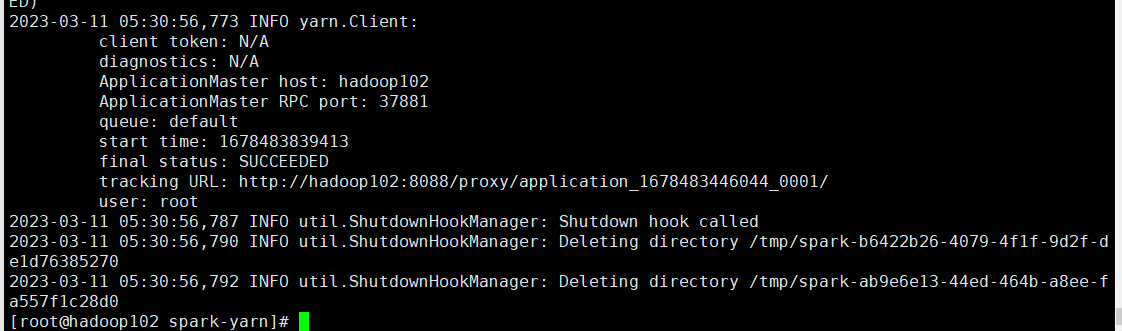 ED)
2023-03-11 05:30:56,773 INFO yarn.Client:
client token: N/A
diagnostics: N/A
ApplicationMaster host: hadoop102
ApplicationMaster RPC port: 37881
queue: default
start time: 1678483839413
final status: SUCCEEDED
tracking URL: http://hadoop102:8088/proxy/application_1678483446044_0001/
user: root
2023-03-11 05:30:56,787 INFO util.ShutdownHookManager: Shutdown hook called
2023-03-11 05:30:56,790 INFO util.ShutdownHookManager: Deleting directory /tmp/spark-b6422b26-4079-4f1f-9d2f-d
e1d76385270
2023-03-11 05:30:56,792 INFO util.ShutdownHookManager: Deleting directory /tmp/spark-ab9e6e13-44ed-464b-a8ee-f
a557f1c28d0
[root@hadoop102 spark-yarn]#